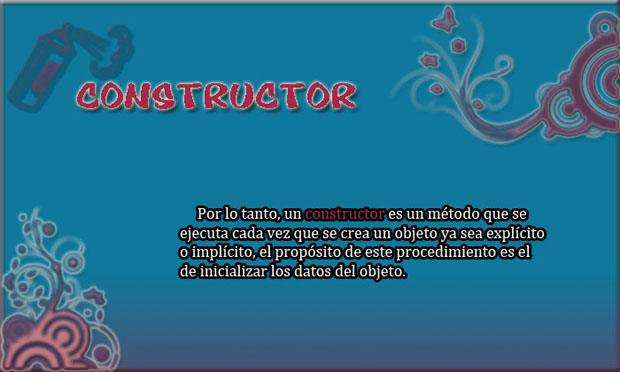 CONSTRUCTOR
Por lo tanto, un constructor es un método que se
ejecuta cada vez que se crea un objeto ya sea explícito
o implícito, el propósito de este procedimiento es el
de inicializar los datos del objeto.